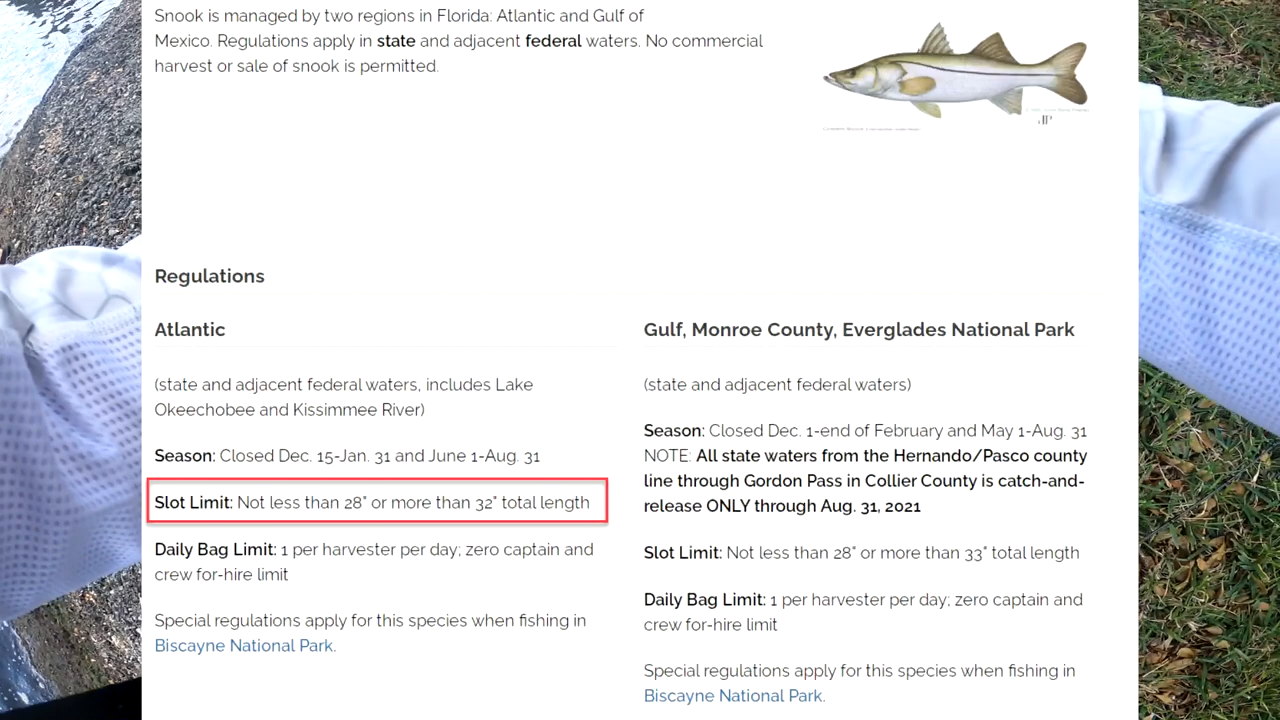 Snook is managed by two regions in Florida: Atlantic and Gulf of
Mexico. Regulations apply in state and adjacent federal waters. No commercial
harvest or sale of snook is permitted.
Regulations
Atlantic
(state and adjacent federal waters, includes Lake
Okeechobee and Kissimmee River)
Season: Closed Dec. 15-Jan. 31 and June 1-Aug. 31
Slot Limit: Not less than 28" or more than 32" total length
Daily Bag Limit: 1 per harvester per day; zero captain and
crew for-hire limit
Special regulations apply for this species when fishing in
Biscayne National Park.
Gulf, Monroe County, Everglades National Park
(state and adjacent federal waters)
Season: Closed Dec. 1-end of February and May 1-Aug. 31
NOTE: All state waters from the Hernando/Pasco county
line through Gordon Pass in Collier County is catch-and-
release ONLY through Aug. 31, 2021
Slot Limit: Not less than 28" or more than 33" total length
Daily Bag Limit: 1 per harvester per day; zero captain and
crew for-hire limit
Special regulations apply for this species when fishing in
Biscayne National Park.